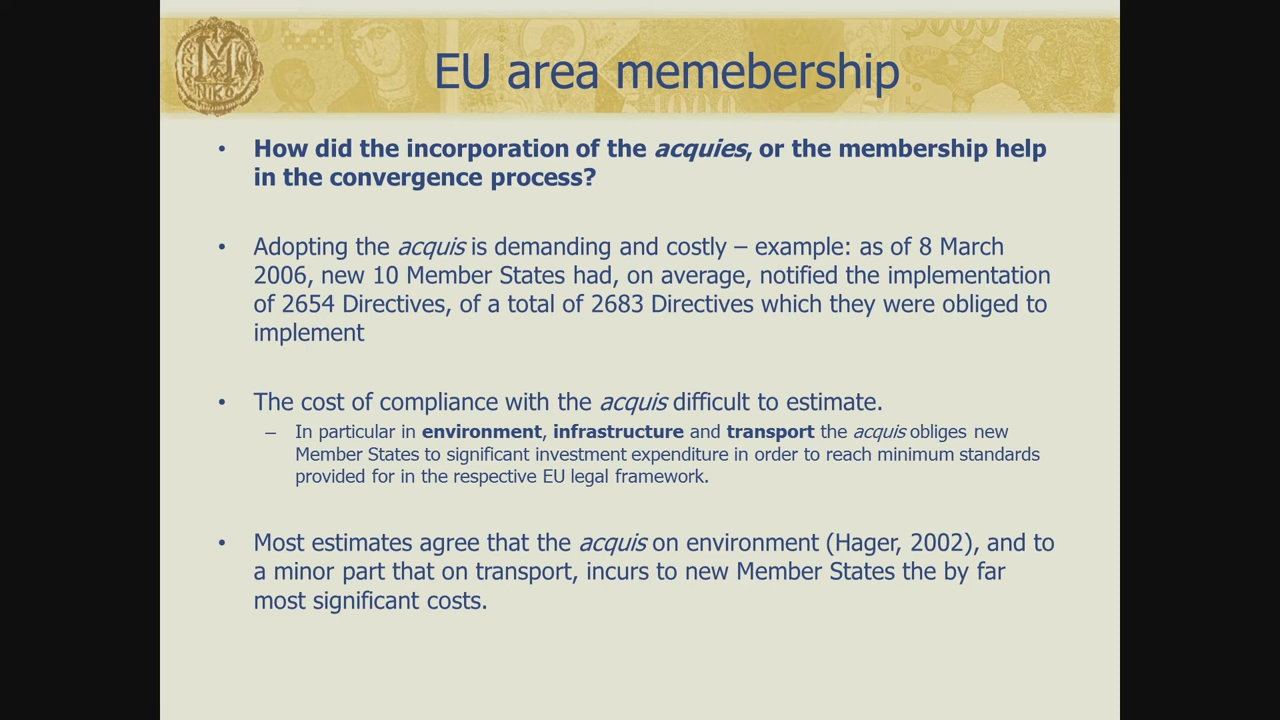 EU area memebership
• How did the incorporation of the acquies, or the membership help
in the convergence process?
• Adopting the acquis is demanding and costly – example: as of 8 March
2006, new 10 Member States had, on average, notified the implementation
of 2654 Directives, of a total of 2683 Directives which they were obliged to
implement
• The cost of compliance with the acquis difficult to estimate.
– In particular in environment, infrastructure and transport the acquis obliges new
Member States to significant investment expenditure in order to reach minimum standards
provided for in the respective EU legal framework.
• Most estimates agree that the acquis on environment (Hager, 2002), and to
a minor part that on transport, incurs to new Member States the by far
most significant costs.